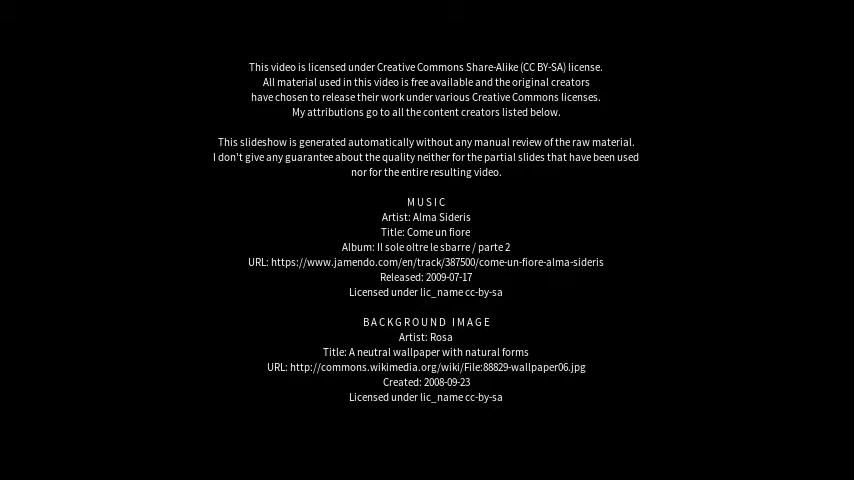 This video is licensed under Creative Commons Share-Alike (CC BY-SA) license.
All material used in this video is free available and the original creators
have chosen to release their work under various Creative Commons licenses.
My attributions go to all the content creators listed below.
This slideshow is generated automatically without any manual review of the raw material.
I don't give any guarantee about the quality neither for the partial slides that have been used
nor for the entire resulting video.
MUSIC
Artist: Alma Sideris
Title: Come un fiore
Album: Il sole oltre le sbarre / parte 2
URL: https://www.jamendo.com/en/track/387500/come-un-fiore-alma-sideris
Released: 2009-07-17
Licensed under lic_name cc-by-sa
BACKGROUND IMAGE
Artist: Rosa
Title: A neutral wallpaper with natural forms
URL: http://commons.wikimedia.org/wiki/File:88829-wallpaper06.jpg
Created: 2008-09-23
Licensed under lic_name cc-by-sa